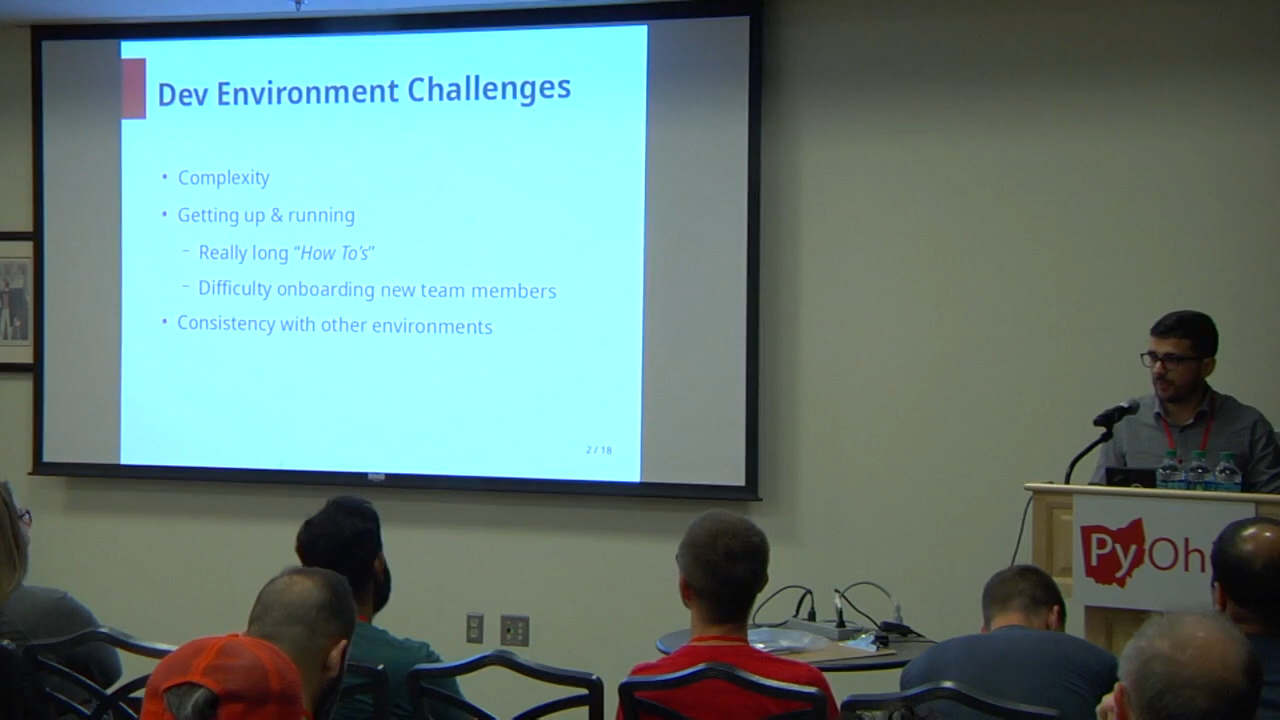 Dev Environment Challenges
• Complexity
• Getting up & running
– Really long “How To’s”
– Difficulty onboarding new team members
• Consistency with other environments
2 / 18
PyOh